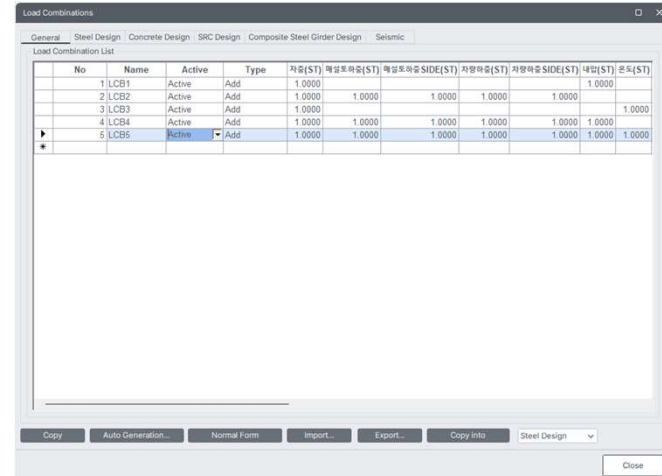 Load Combinations
General Steel Design Concrete Design SRC Design Composite Steel Girder Design Seismic
Load Combination List
No Name Active Type 자중(ST) 매설토하중(ST) 매설토하중SIDE(ST) 차량하중(ST) 차량하중SIDE(ST) 내압(ST) 온도(ST)
1 LCB1 Active Add 1.0000 1.0000
2 LCB2 Active Add 1.0000 1.0000 1.0000 1.0000 1.0000
3 LCB3 Active Add 1.0000 1.0000
4 LCB4 Active Add 1.0000 1.0000 1.0000 1.0000 1.0000 1.0000
5 LCB5 Active Add 1.0000 1.0000 1.0000 1.0000 1.0000 1.0000 1.0000
Copy Auto Generation... Normal Form Import... Export... Copy into Steel Design
Close